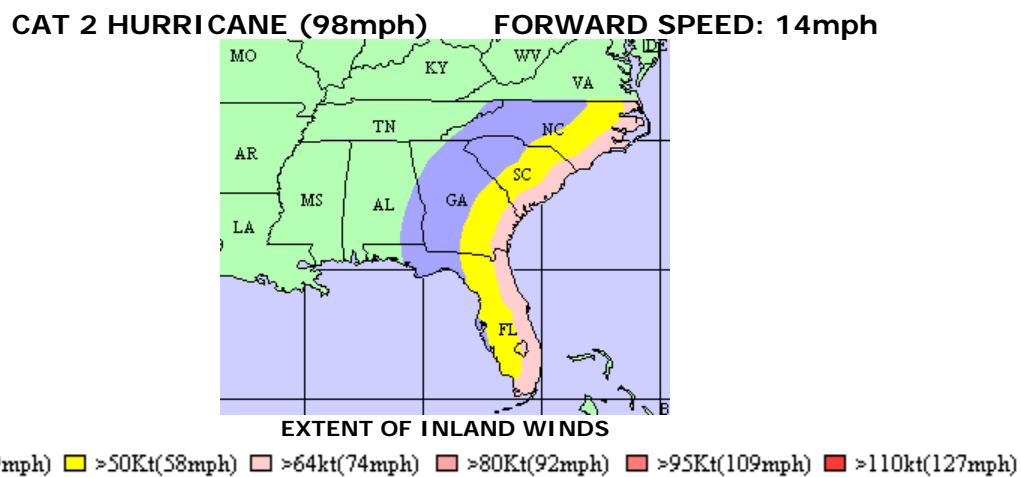 CAT 2 HURRICANE (98mph) FORWARD SPEED: 14mph
MO
KY
WV
DE
VA
TN
NC
AR
SC
MS
AL
GA
LA
FL
B
EXTENT OF INLAND WINDS
mph) >50Kt(58mph) >64kt(74mph) >80Kt(92mph) >95Kt(109mph) >110kt(127mph)